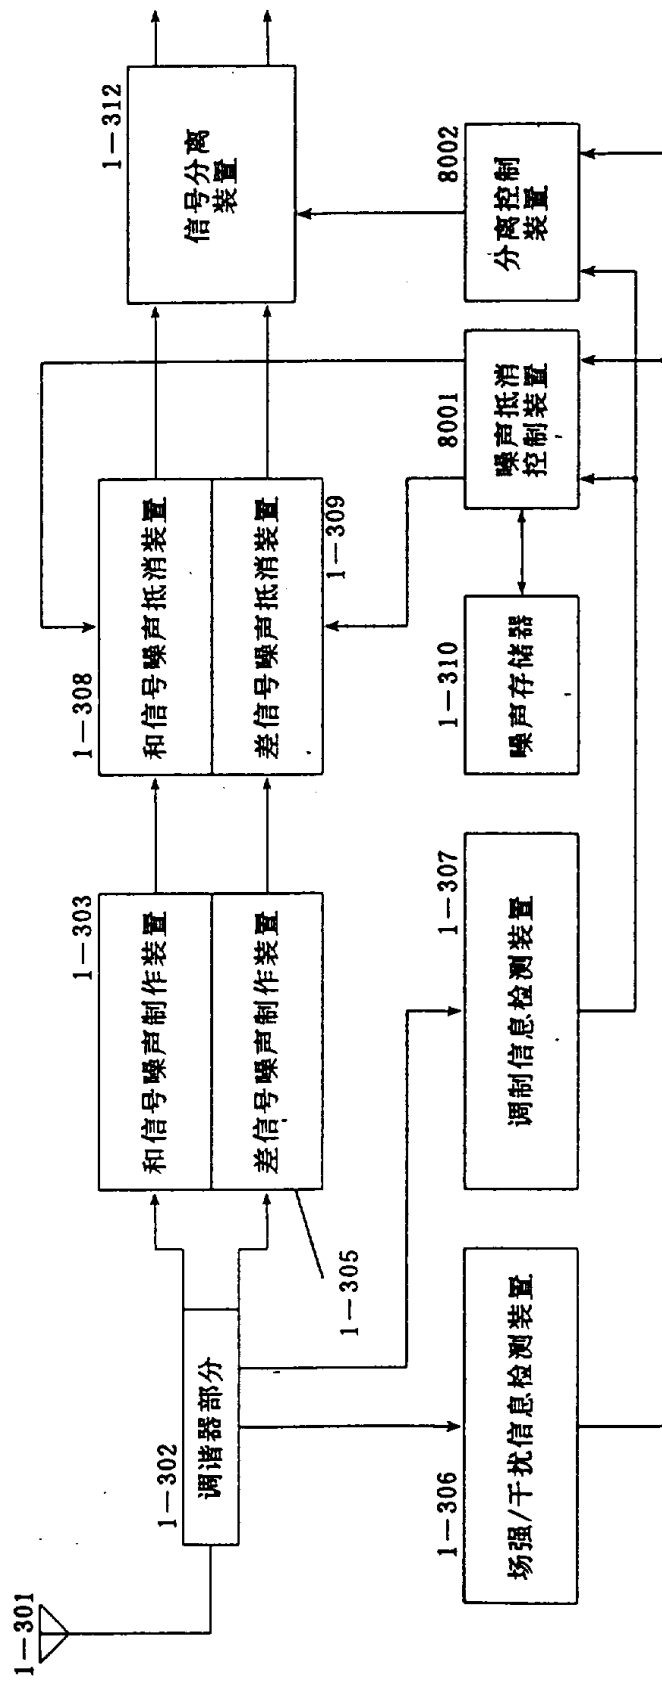 1—301
1—302
调谐器部分
1—303
和信号噪声制作装置
差信号噪声制作装置
1—305
1—308
和信号噪声抵消装置
差信号噪声抵消装置
1—309
1—312
信号分离
装置
1—306
场强/干扰信息检测装置
1—307
调制信息检测装置
1—310
噪声存储器
8001
噪声抵消
控制装置
8002
分离控制
装置